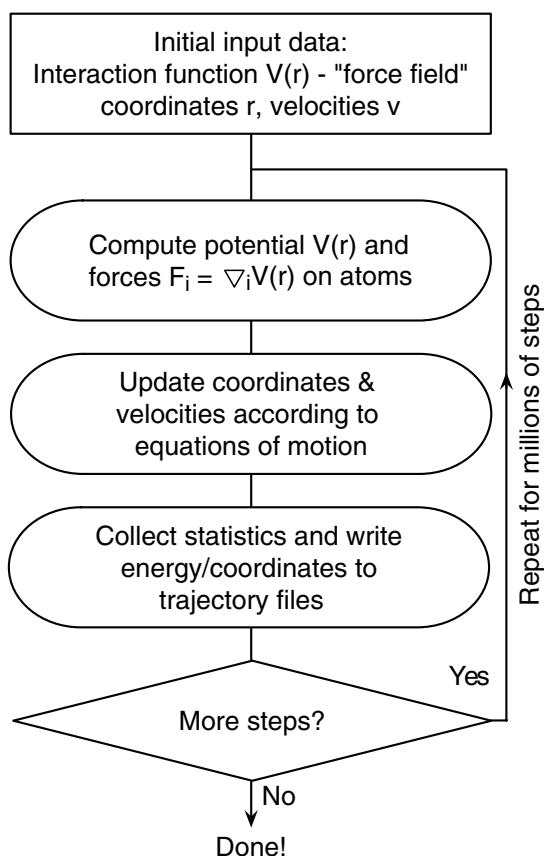 Initial input data:
Interaction function V(r) - "force field"
coordinates r, velocities v
Compute potential V(r) and
forces Fᵢ = ▽ᵢV(r) on atoms
Update coordinates &
velocities according to
equations of motion
Collect statistics and write
energy/coordinates to
trajectory files
More steps?
Yes
Repeat for millions of steps
No
Done!